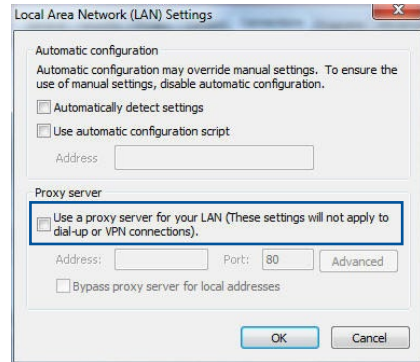 Local Area Network (LAN) Settings
Automatic configuration
Automatic configuration may override manual settings. To ensure the
use of manual settings, disable automatic configuration.
Automatically detect settings
Use automatic configuration script
Address
Proxy server
Use a proxy server for your LAN (These settings will not apply to
dial-up or VPN connections).
Address: Port: 80 Advanced
Bypass proxy server for local addresses
OK Cancel